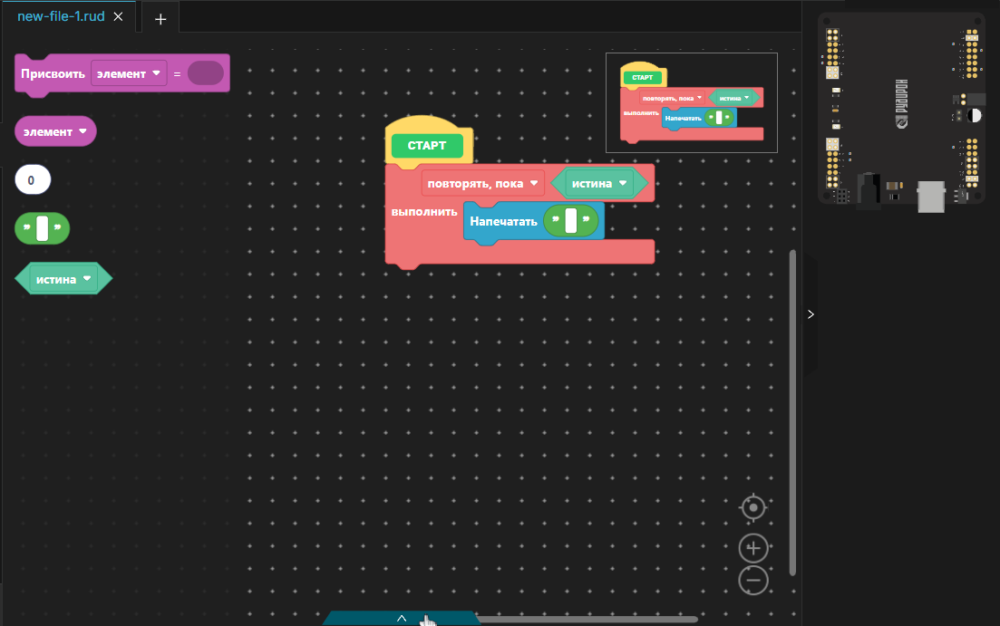 new-file-1.rud
Присвоить элемент =
элемент
0
" "
истина
СТАРТ
повторять, пока истина
выполнить
Напечатать " "
СТАРТ
повторять, пока истина
выполнить
Напечатать " "
РУДИРОН